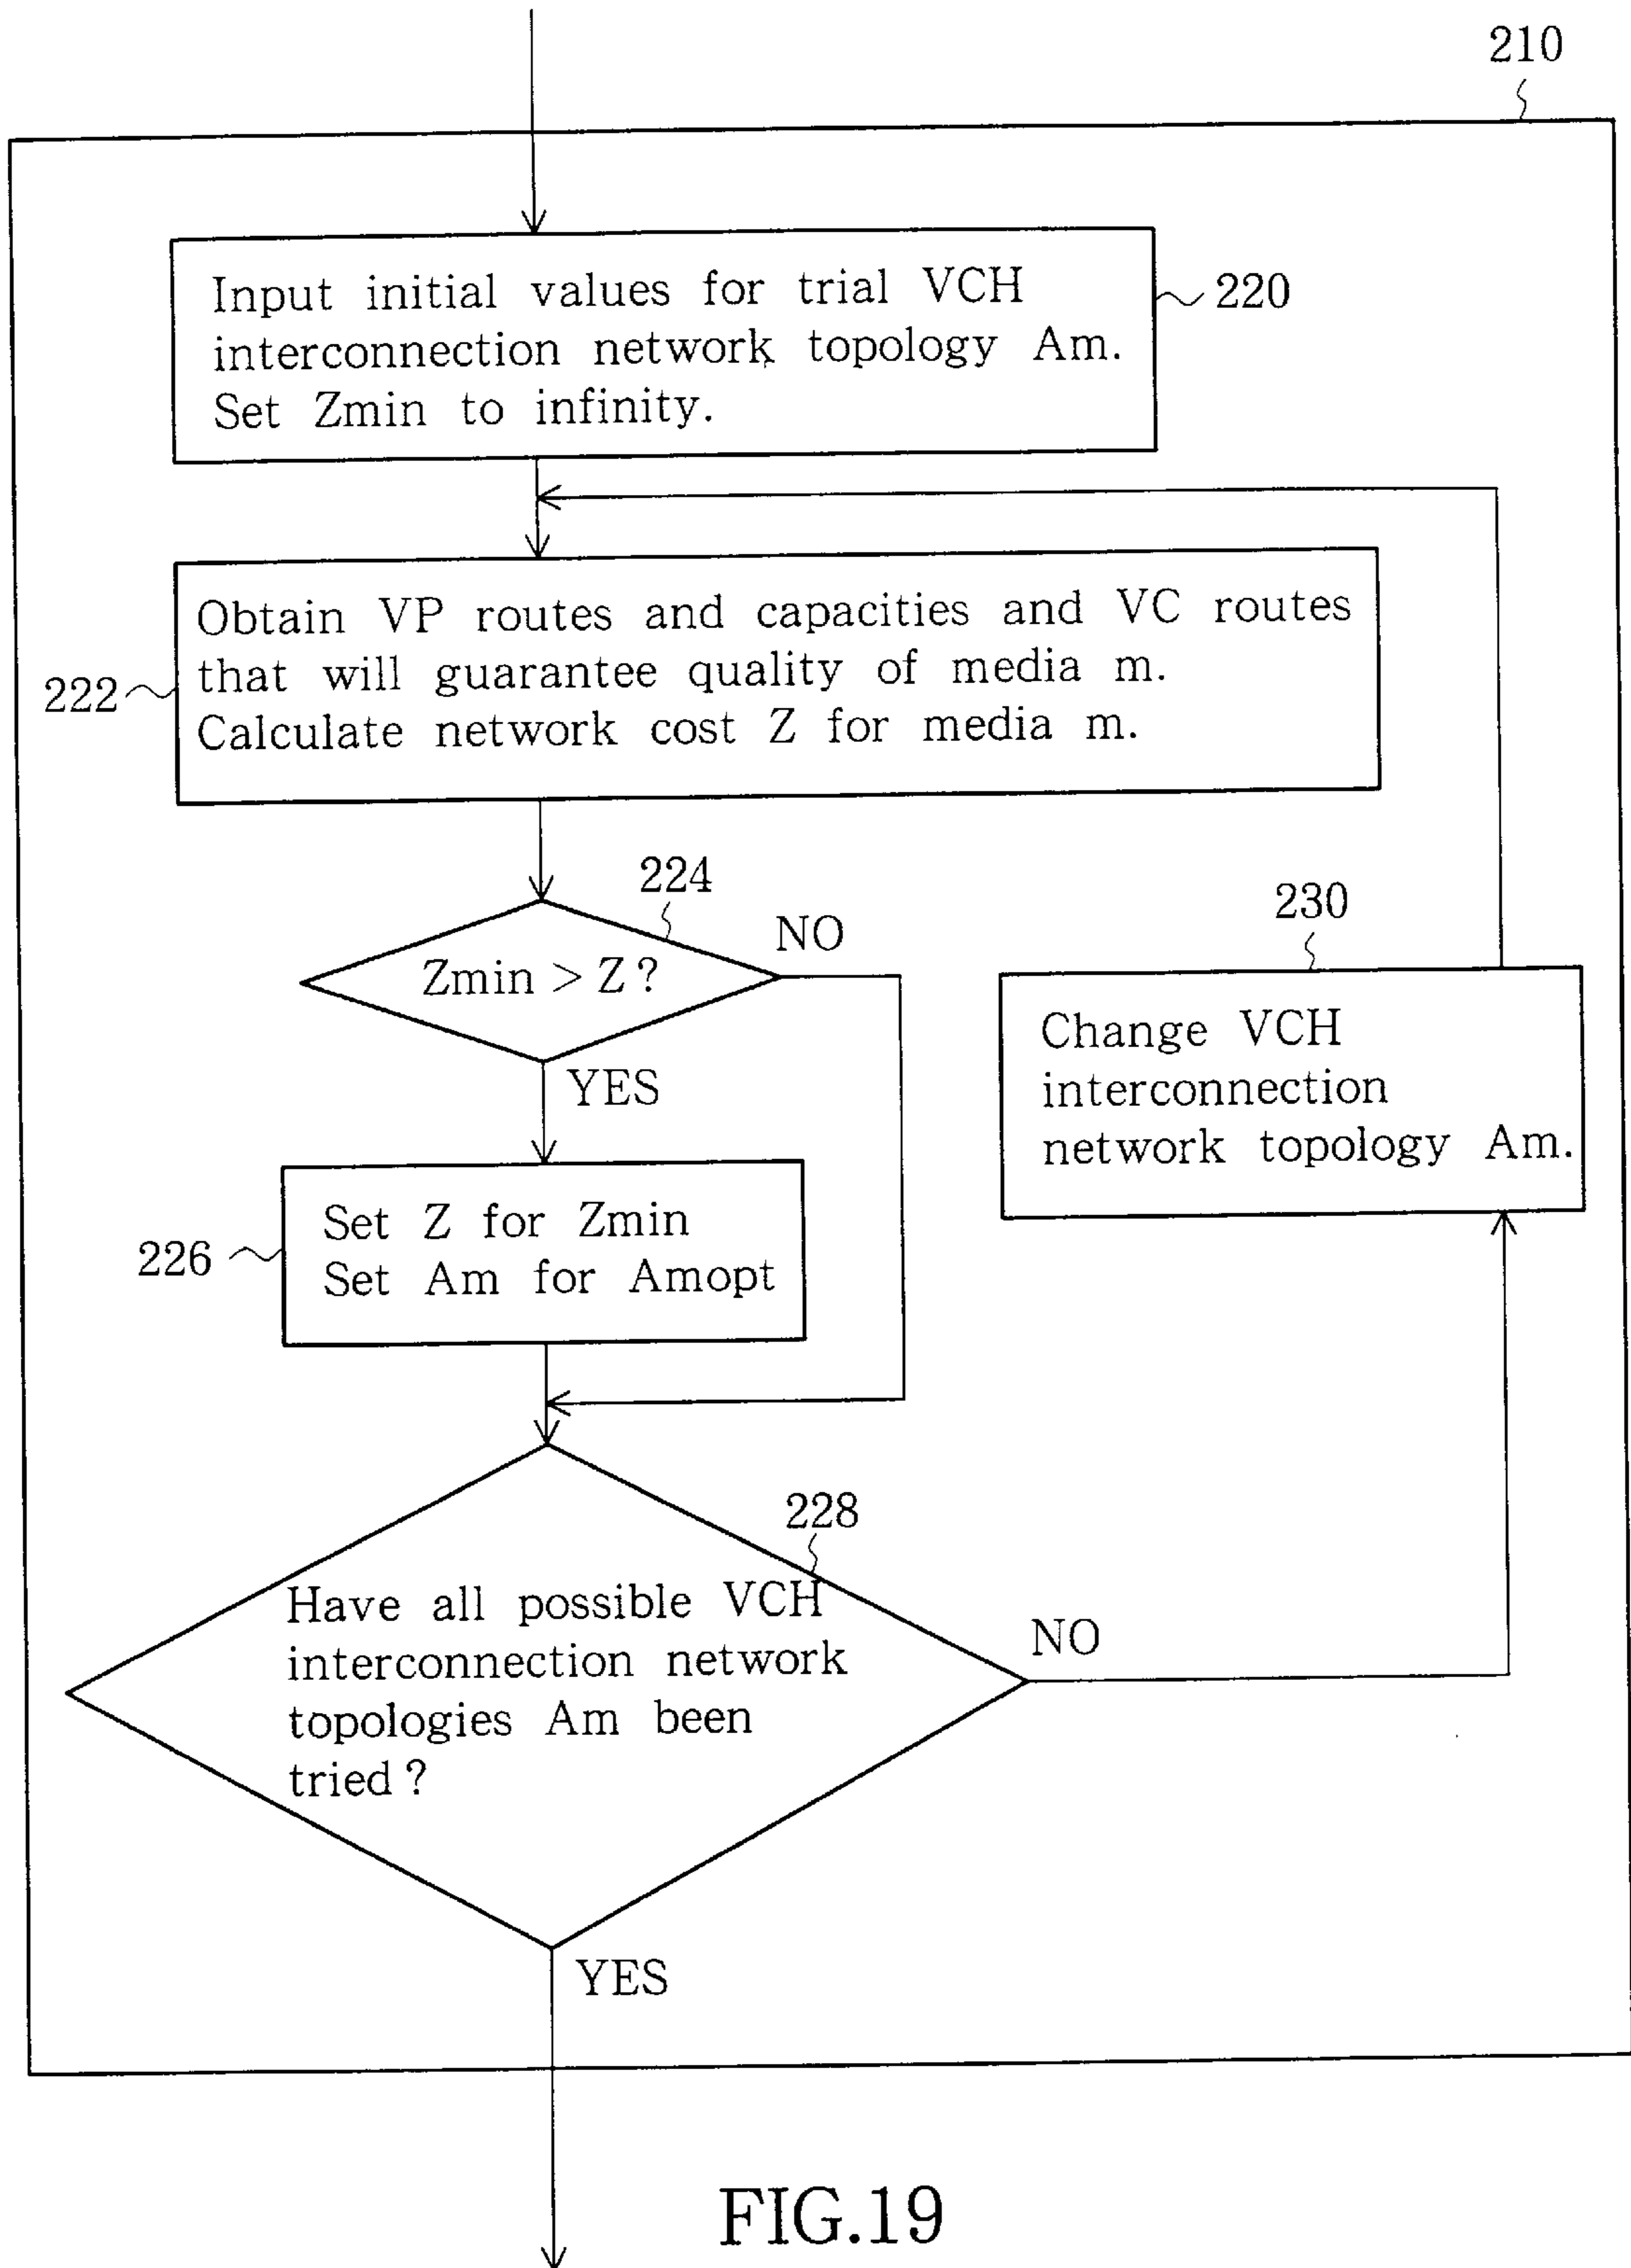 210
Input initial values for trial VCH
interconnection network topology Am.
Set Zmin to infinity.
220
Obtain VP routes and capacities and VC routes
that will guarantee quality of media m.
Calculate network cost Z for media m.
222
224
Zmin > Z ?
NO
YES
230
Change VCH
interconnection
network topology Am.
Set Z for Zmin
Set Am for Amopt
226
228
Have all possible VCH
interconnection network
topologies Am been
tried ?
NO
YES
FIG.19